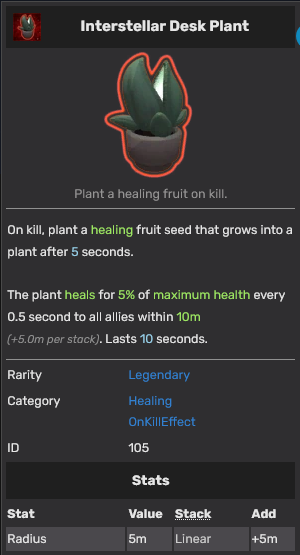 Interstellar Desk Plant
Plant a healing fruit on kill.
On kill, plant a healing fruit seed that grows into a
plant after 5 seconds.
The plant heals for 5% of maximum health every
0.5 second to all allies within 10m
(+5.0m per stack). Lasts 10 seconds.
Rarity Legendary
Category Healing
OnKillEffect
ID 105
Stats
Stat Value Stack Add
Radius 5m Linear +5m